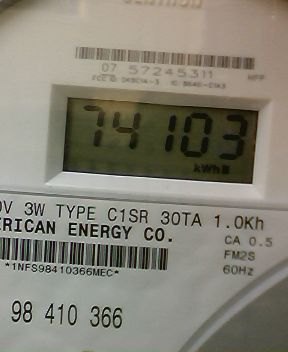 07 57245311
74103
kWh
0V 3W TYPE C1SR 30TA 1.0Kh
ERICAN ENERGY CO.
CA 0.5
*1NFS98410366MEC*
FM2S
60Hz
98 410 366